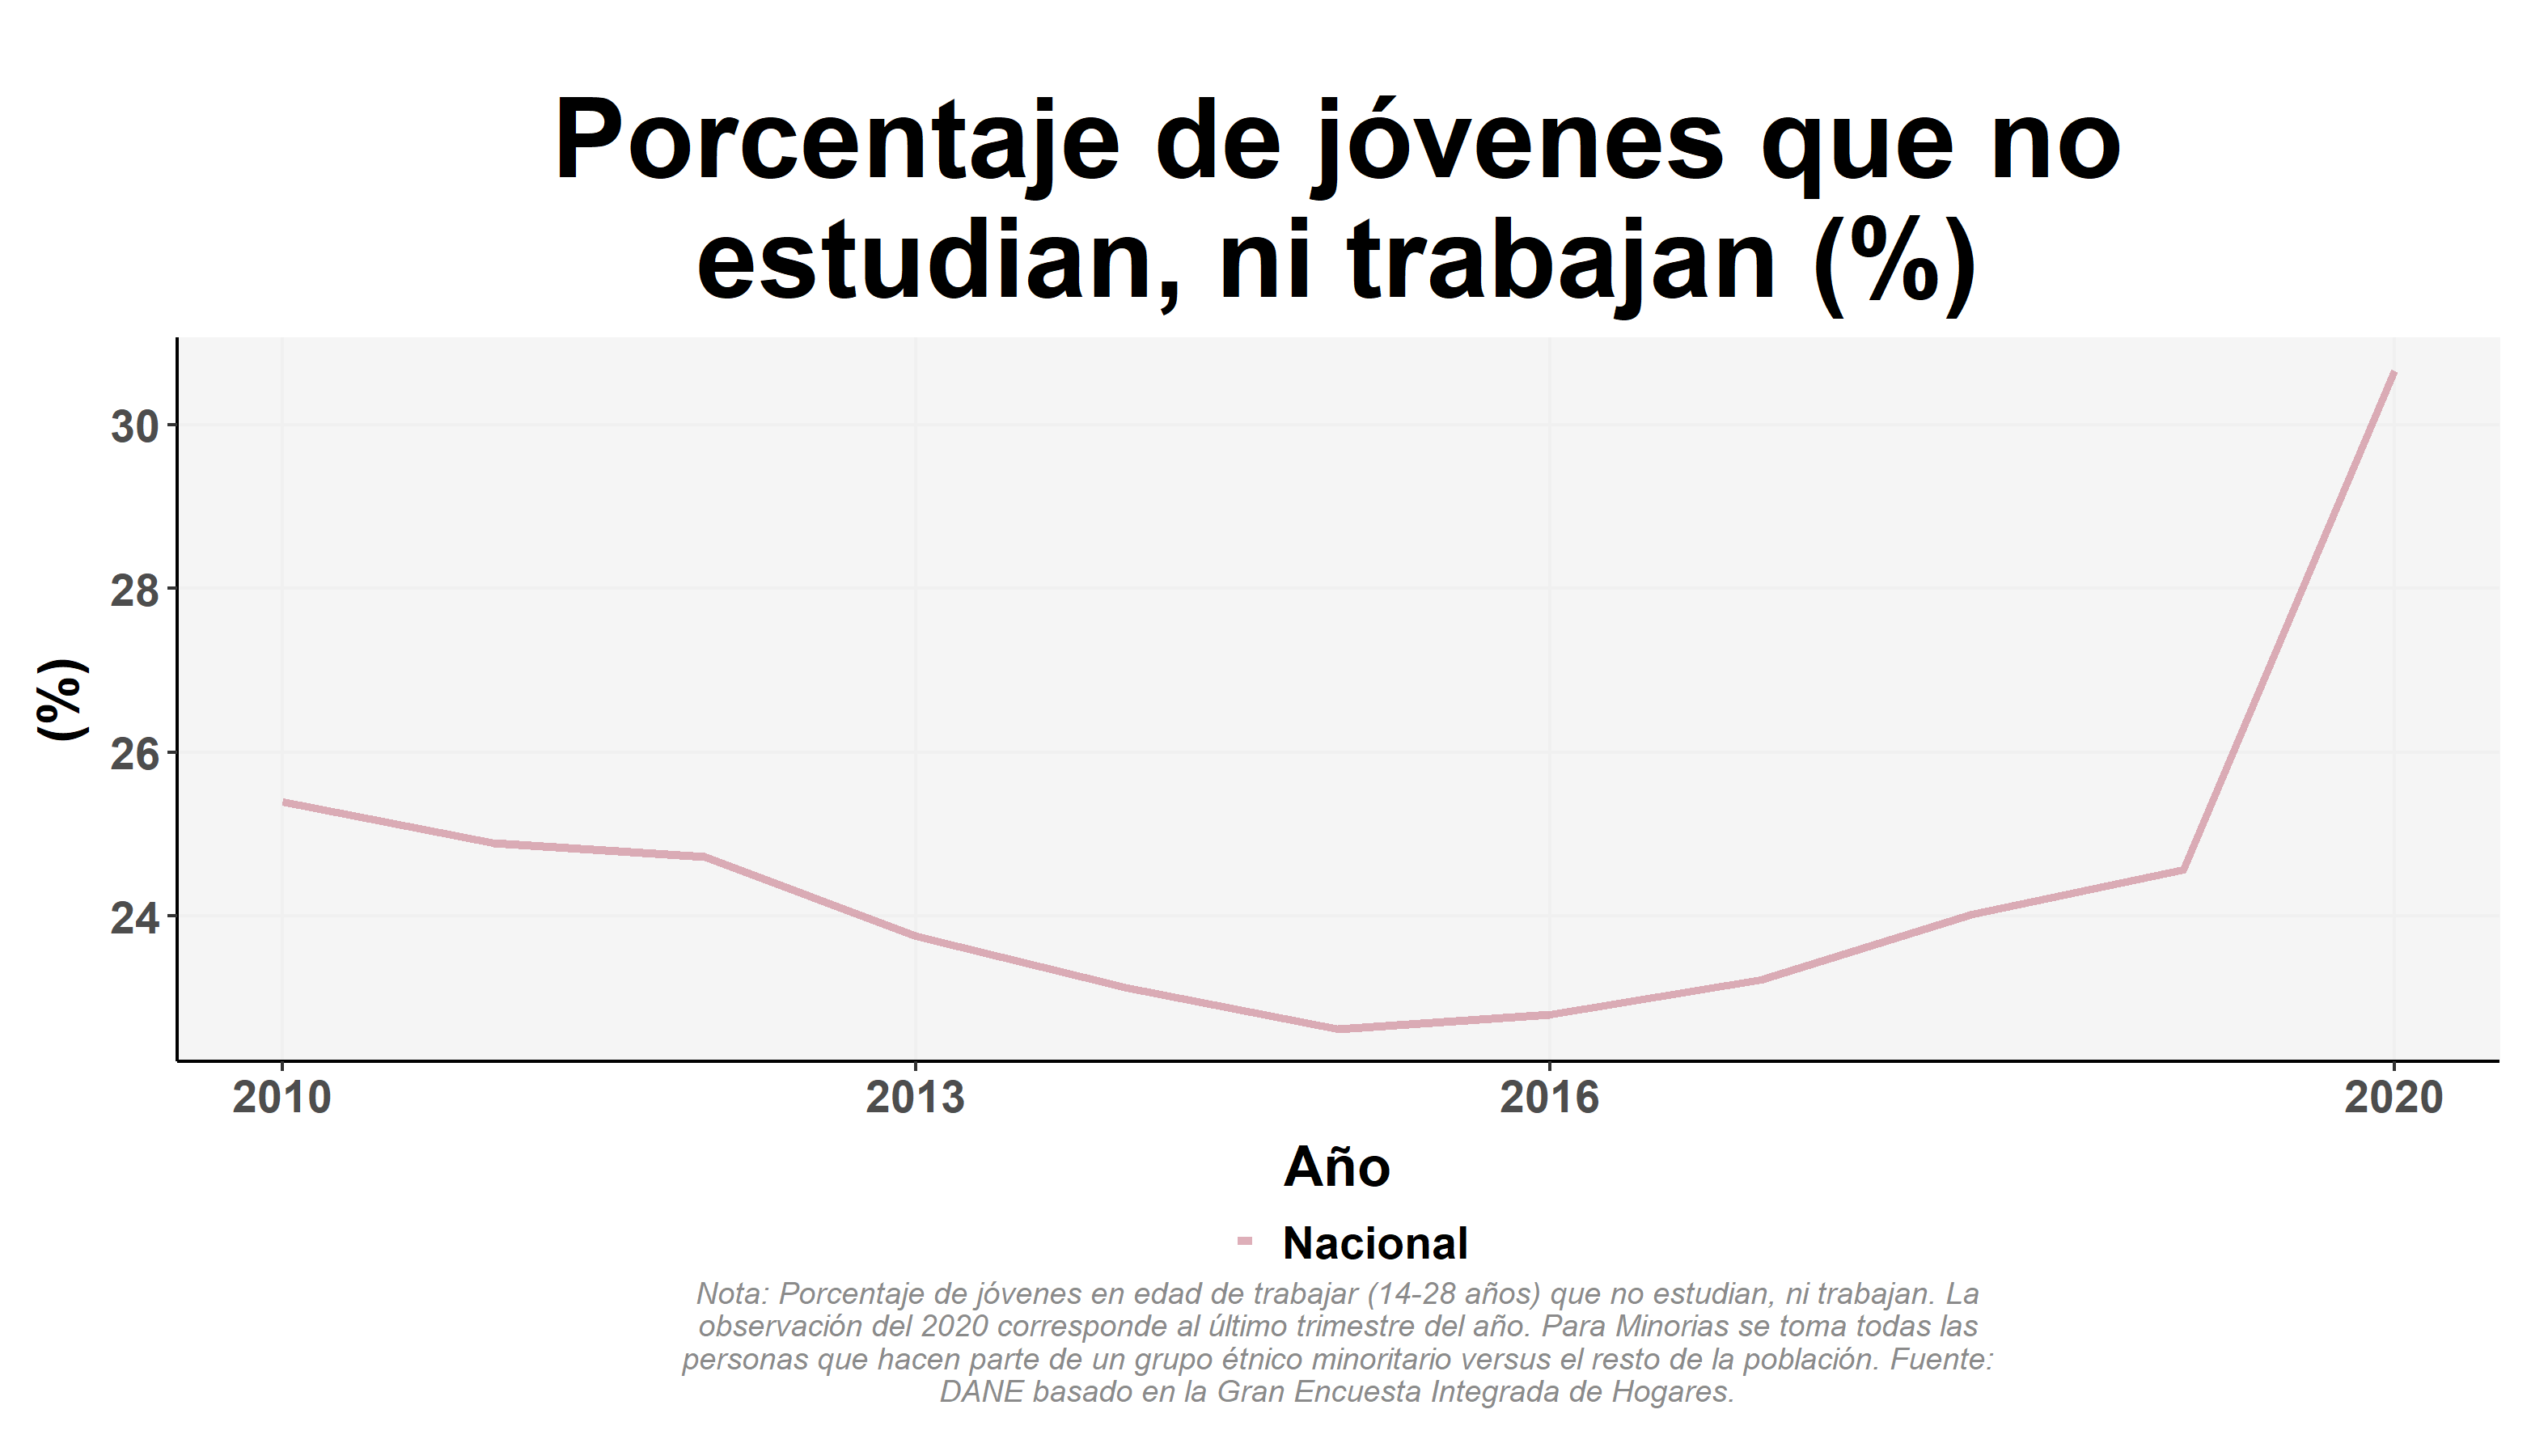 Porcentaje de jóvenes que no
estudian, ni trabajan (%)
30
28
26
24
(%)
2010 2013 2016 2020
Año
Nacional
Nota: Porcentaje de jóvenes en edad de trabajar (14-28 años) que no estudian, ni trabajan. La
observación del 2020 corresponde al último trimestre del año. Para Minorias se toma todas las
personas que hacen parte de un grupo étnico minoritario versus el resto de la población. Fuente:
DANE basado en la Gran Encuesta Integrada de Hogares.